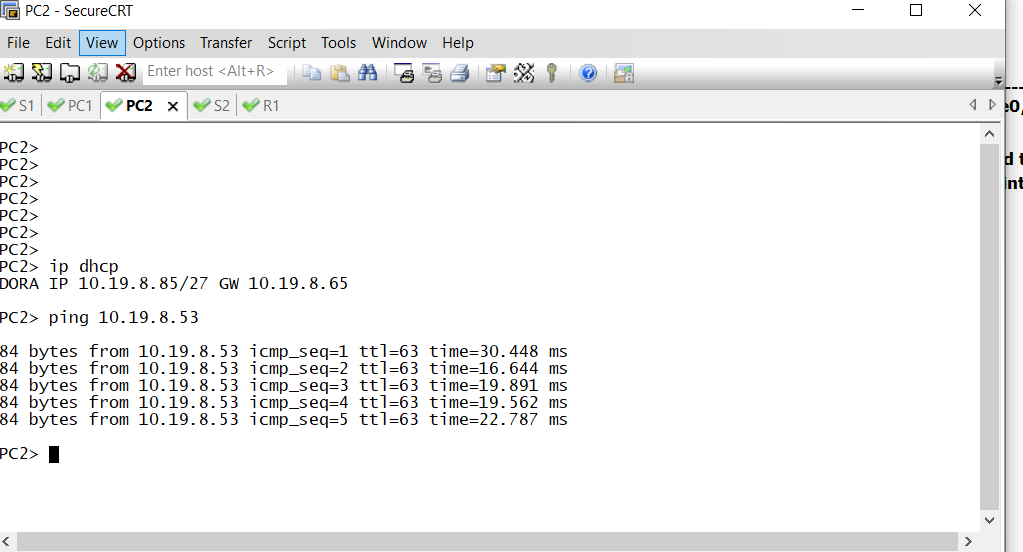 PC2 - SecureCRT
File Edit View Options Transfer Script Tools Window Help
Enter host <Alt+R>
S1 PC1 PC2 S2 R1
e0,
d t
int
PC2>
PC2>
PC2>
PC2>
PC2>
PC2>
PC2>
PC2> ip dhcp
DORA IP 10.19.8.85/27 GW 10.19.8.65
PC2> ping 10.19.8.53
84 bytes from 10.19.8.53 icmp_seq=1 ttl=63 time=30.448 ms
84 bytes from 10.19.8.53 icmp_seq=2 ttl=63 time=16.644 ms
84 bytes from 10.19.8.53 icmp_seq=3 ttl=63 time=19.891 ms
84 bytes from 10.19.8.53 icmp_seq=4 ttl=63 time=19.562 ms
84 bytes from 10.19.8.53 icmp_seq=5 ttl=63 time=22.787 ms
PC2>